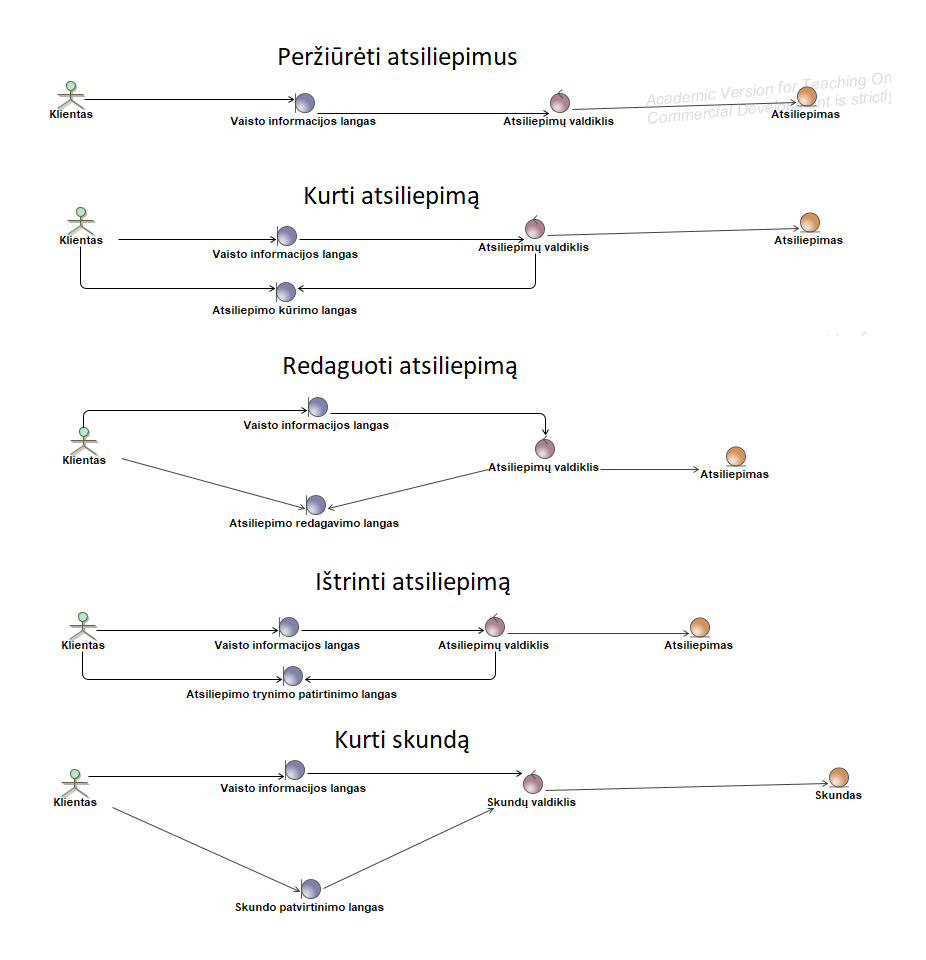 Peržiūrėti atsiliepimus
Academic Version for Teaching On
Commercial Development is strictly
Klientas
Vaisto informacijos langas
Atsiliepimų valdiklis
Atsiliepimas
Kurti atsiliepimą
Klientas
Vaisto informacijos langas
Atsiliepimų valdiklis
Atsiliepimas
Atsiliepimo kūrimo langas
Redaguoti atsiliepimą
Vaisto informacijos langas
Klientas
Atsiliepimų valdiklis
Atsiliepimas
Atsiliepimo redagavimo langas
Ištrinti atsiliepimą
Klientas
Vaisto informacijos langas
Atsiliepimų valdiklis
Atsiliepimas
Atsiliepimo trynimo patirtinimo langas
Kurti skundą
Vaisto informacijos langas
Klientas
Skundų valdiklis
Skundas
Skundo patvirtinimo langas